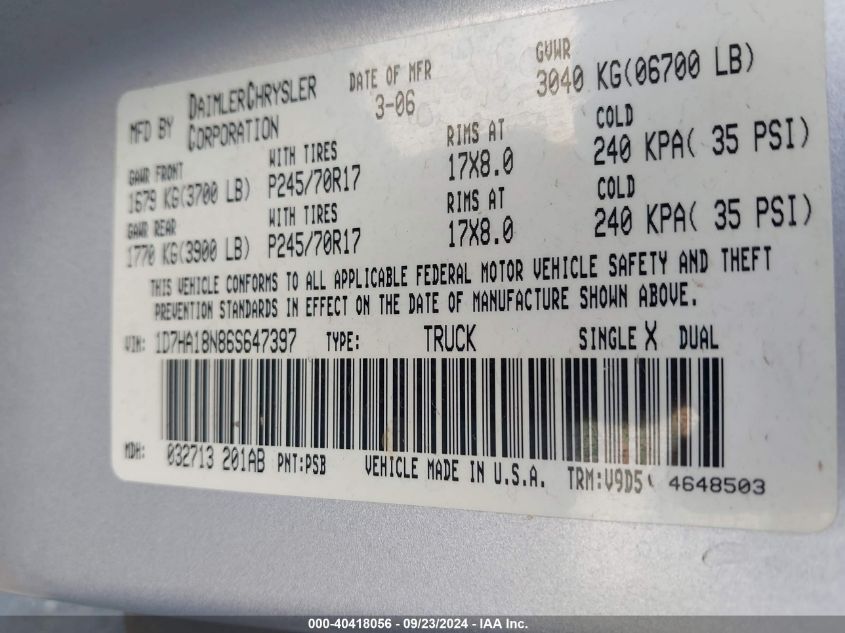 MFD BY DAIMLERCHRYSLER CORPORATION DATE OF MFR 3-06 GVWR 3040 KG(06700 LB)
GAWR FRONT WITH TIRES RIMS AT COLD
1679 KG(3700 LB) P245/70R17 17X8.0 240 KPA( 35 PSI)
GAWR REAR WITH TIRES RIMS AT COLD
1770 KG(3900 LB) P245/70R17 17X8.0 240 KPA( 35 PSI)
THIS VEHICLE CONFORMS TO ALL APPLICABLE FEDERAL MOTOR VEHICLE SAFETY AND THEFT
PREVENTION STANDARDS IN EFFECT ON THE DATE OF MANUFACTURE SHOWN ABOVE.
VIN: 1D7HA18N86S647397 TYPE: TRUCK SINGLE X DUAL
MDH: 032713 201AB PNT:PSB VEHICLE MADE IN U.S.A. TRM:V9D5 4648503
000-40418056 - 09/23/2024 - IAA Inc.